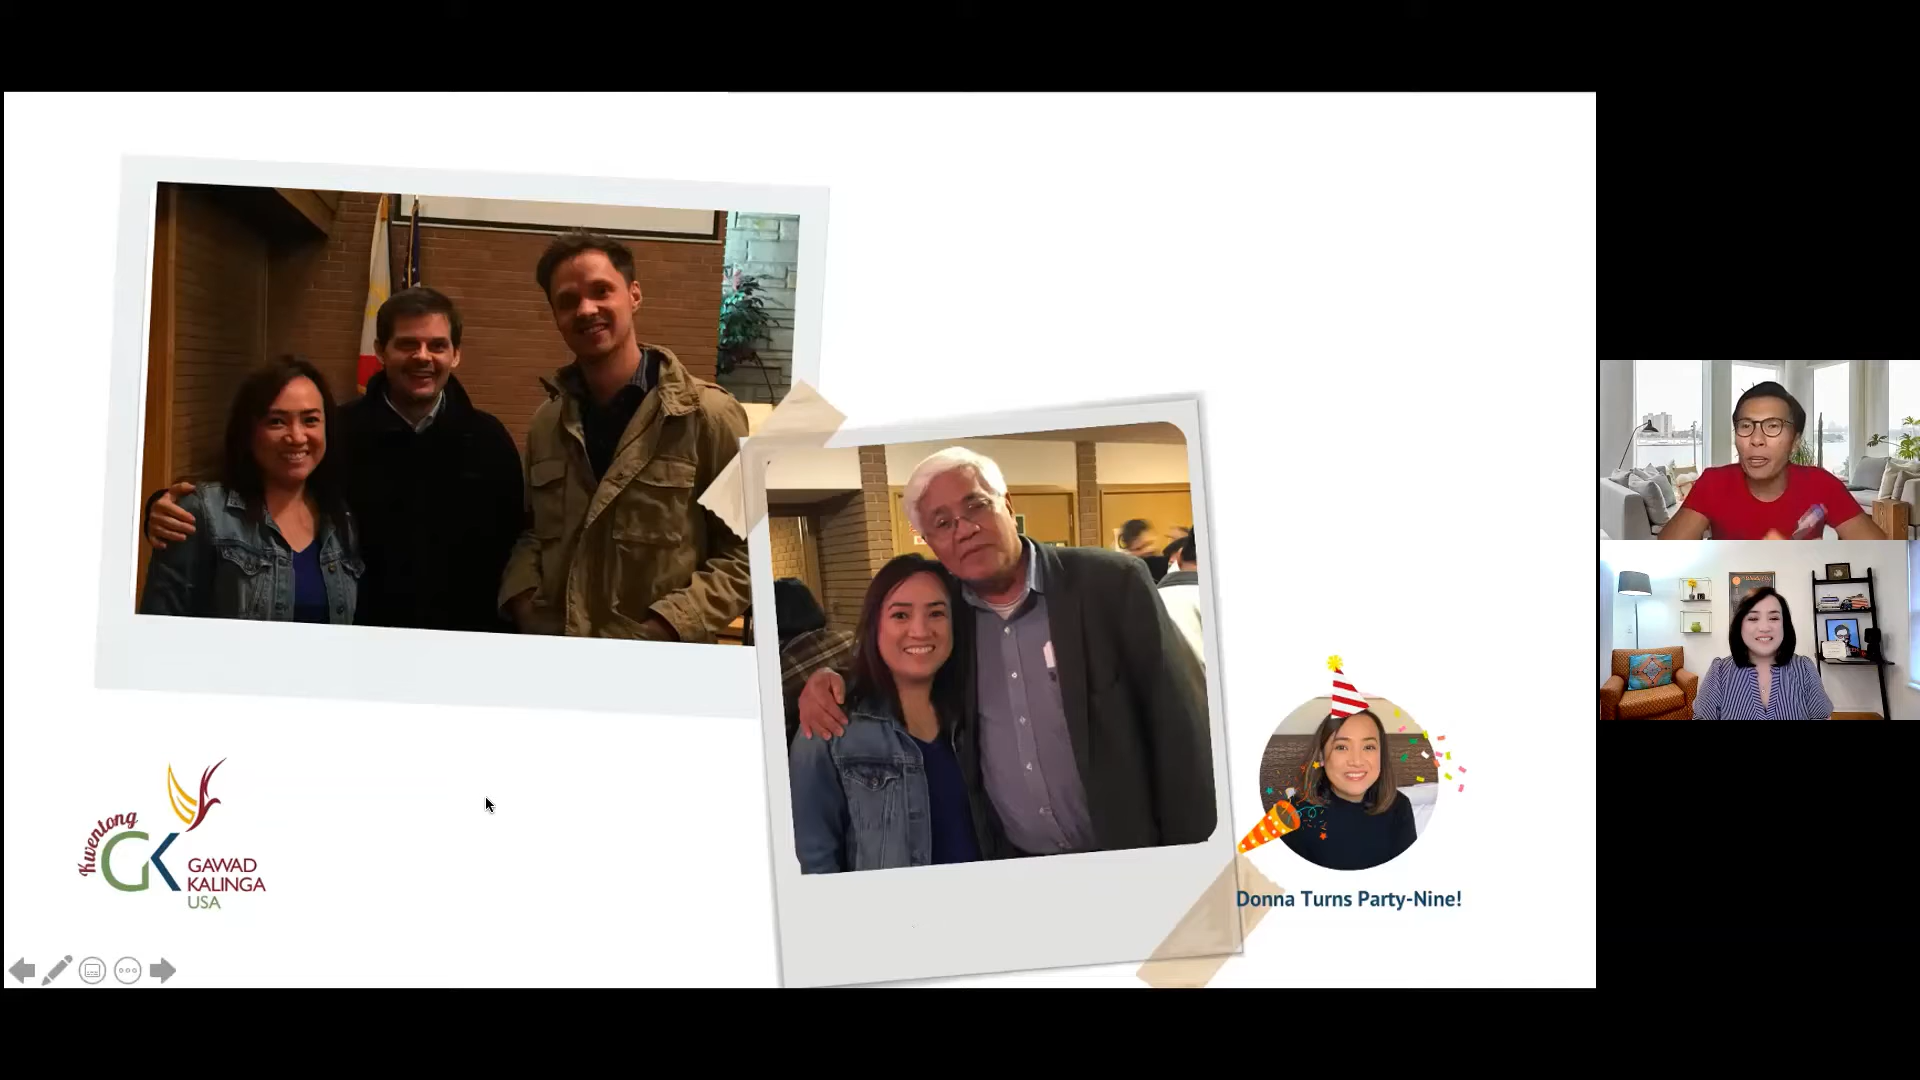 Kwentong
GK
GAWAD
KALINGA
USA
Donna Turns Party-Nine!